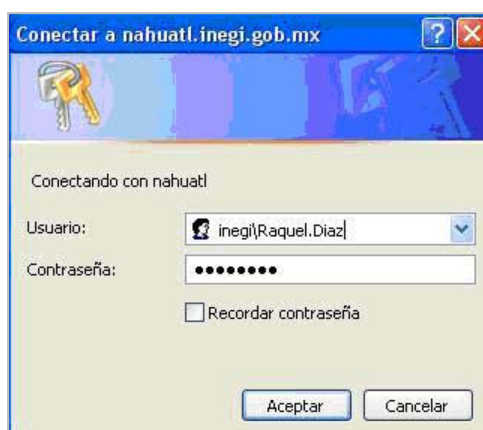 Conectar a nahuatl.inegi.gob.mx
Conectando con nahuatl
Usuario: inegi\Raquel.Diaz
Contraseña: ••••••••
Recordar contraseña
Aceptar Cancelar